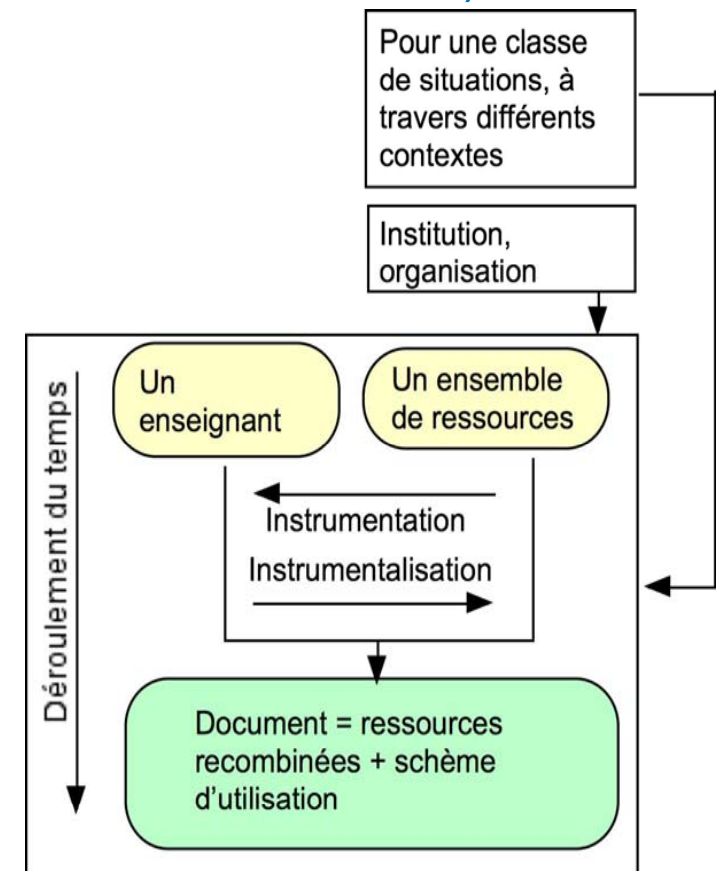 Pour une classe
de situations, à
travers différents
contextes
Institution,
organisation
Déroulement du temps
Un
enseignant
Un ensemble
de ressources
Instrumentation
Instrumentalisation
Document = ressources
recombinées + schème
d'utilisation